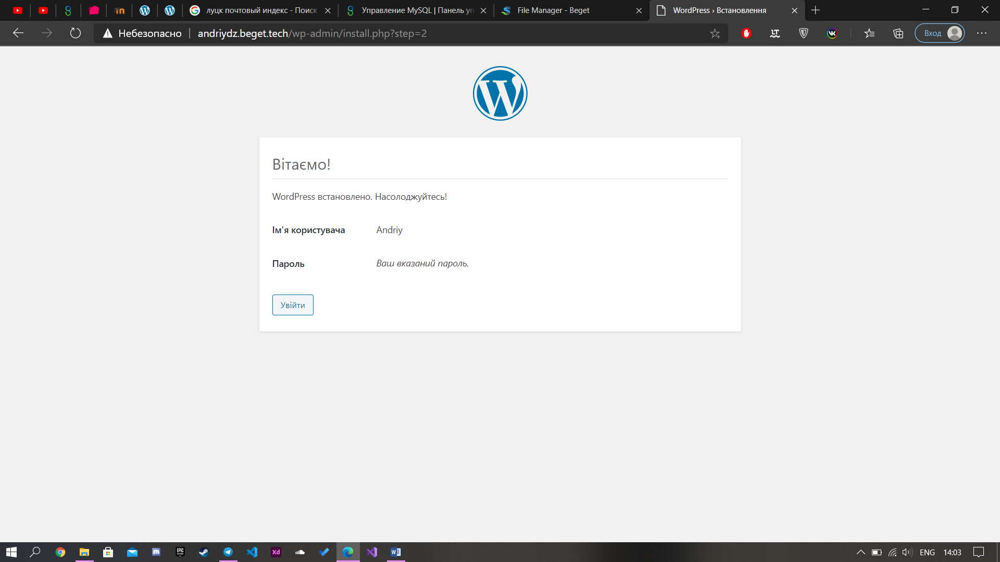 луцк почтовый индекс - Поиск
Управление MySQL | Панель уп
File Manager - Beget
WordPress › Встановлення
Небезопасно
andriydz.beget.tech/wp-admin/install.php?step=2
Вход
Вітаємо!
WordPress встановлено. Насолоджуйтесь!
Ім'я користувача Andriy
Пароль Ваш вказаний пароль.
Увійти
ENG 14:03